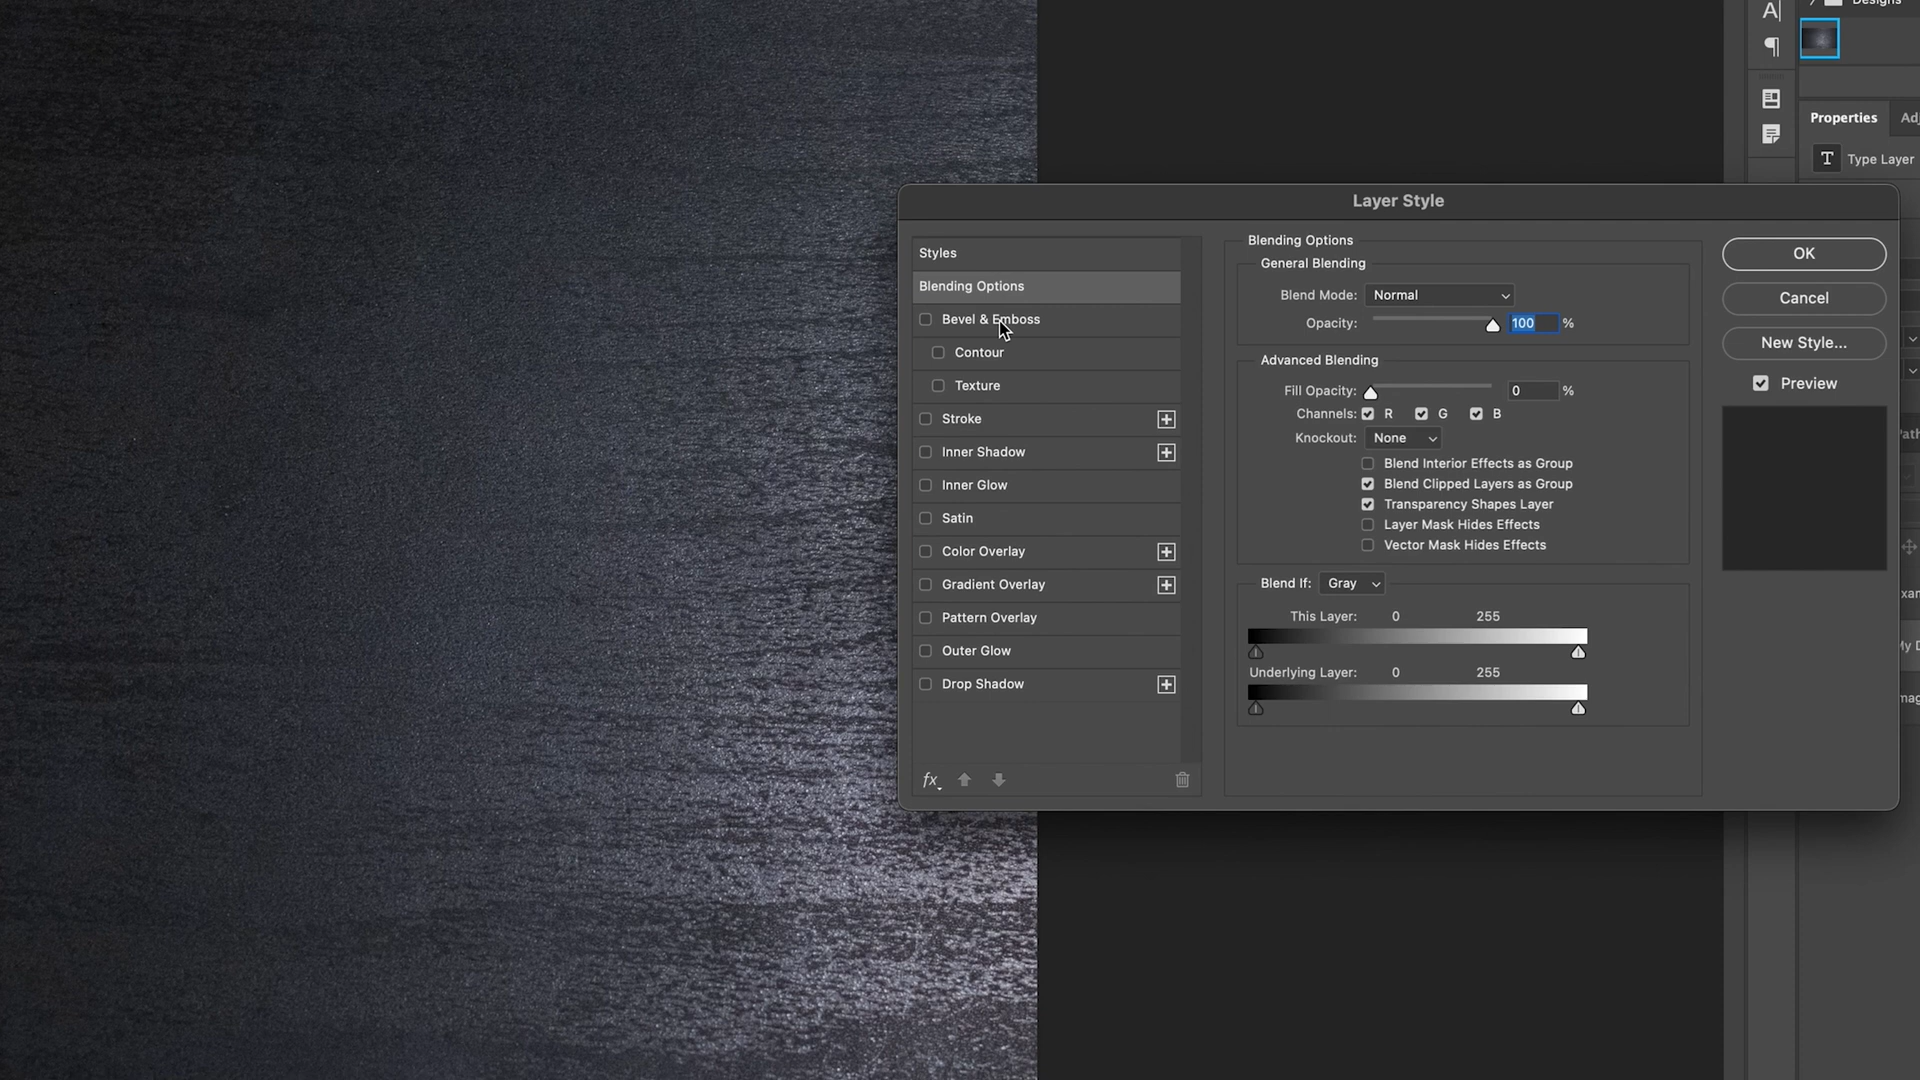 Designs
A
Properties
T Type Layer
Layer Style
Styles
Blending Options
Bevel & Emboss
Contour
Texture
Stroke
Inner Shadow
Inner Glow
Satin
Color Overlay
Gradient Overlay
Pattern Overlay
Outer Glow
Drop Shadow
fx
Blending Options
General Blending
Blend Mode: Normal
Opacity: 100 %
Advanced Blending
Fill Opacity: 0 %
Channels: R G B
Knockout: None
Blend Interior Effects as Group
Blend Clipped Layers as Group
Transparency Shapes Layer
Layer Mask Hides Effects
Vector Mask Hides Effects
Blend If: Gray
This Layer: 0 255
Underlying Layer: 0 255
OK
Cancel
New Style...
Preview